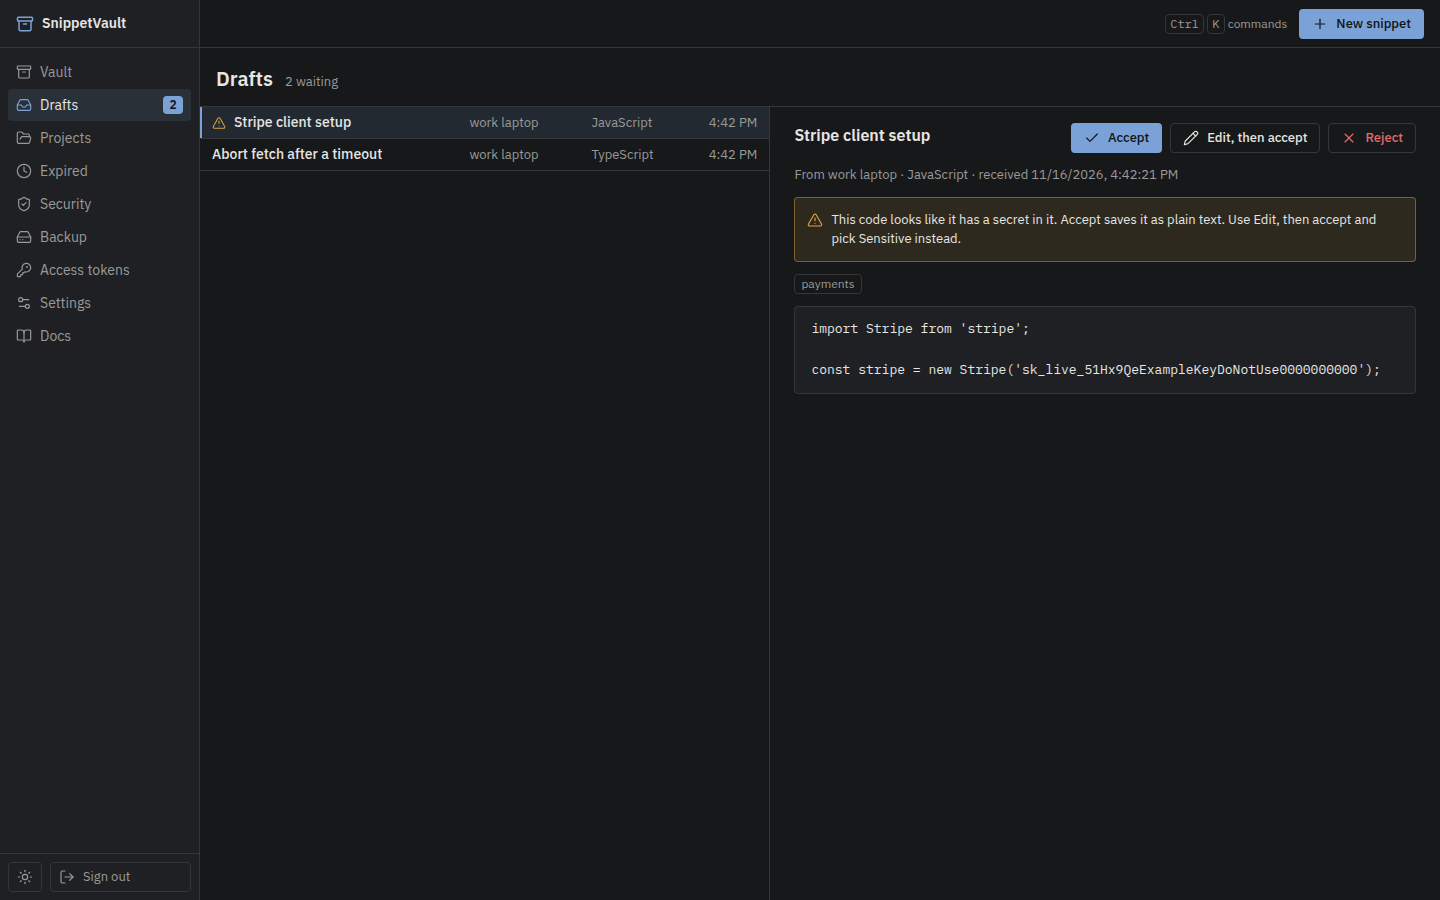 SnippetVault
Ctrl K commands
New snippet
Vault
Drafts 2
Projects
Expired
Security
Backup
Access tokens
Settings
Docs
Sign out
Drafts 2 waiting
Stripe client setup work laptop JavaScript 4:42 PM
Abort fetch after a timeout work laptop TypeScript 4:42 PM
Stripe client setup
Accept
Edit, then accept
Reject
From work laptop · JavaScript · received 11/16/2026, 4:42:21 PM
This code looks like it has a secret in it. Accept saves it as plain text. Use Edit, then accept and
pick Sensitive instead.
payments
import Stripe from 'stripe';
const stripe = new Stripe('sk_live_51Hx9QeExampleKeyDoNotUse0000000000');